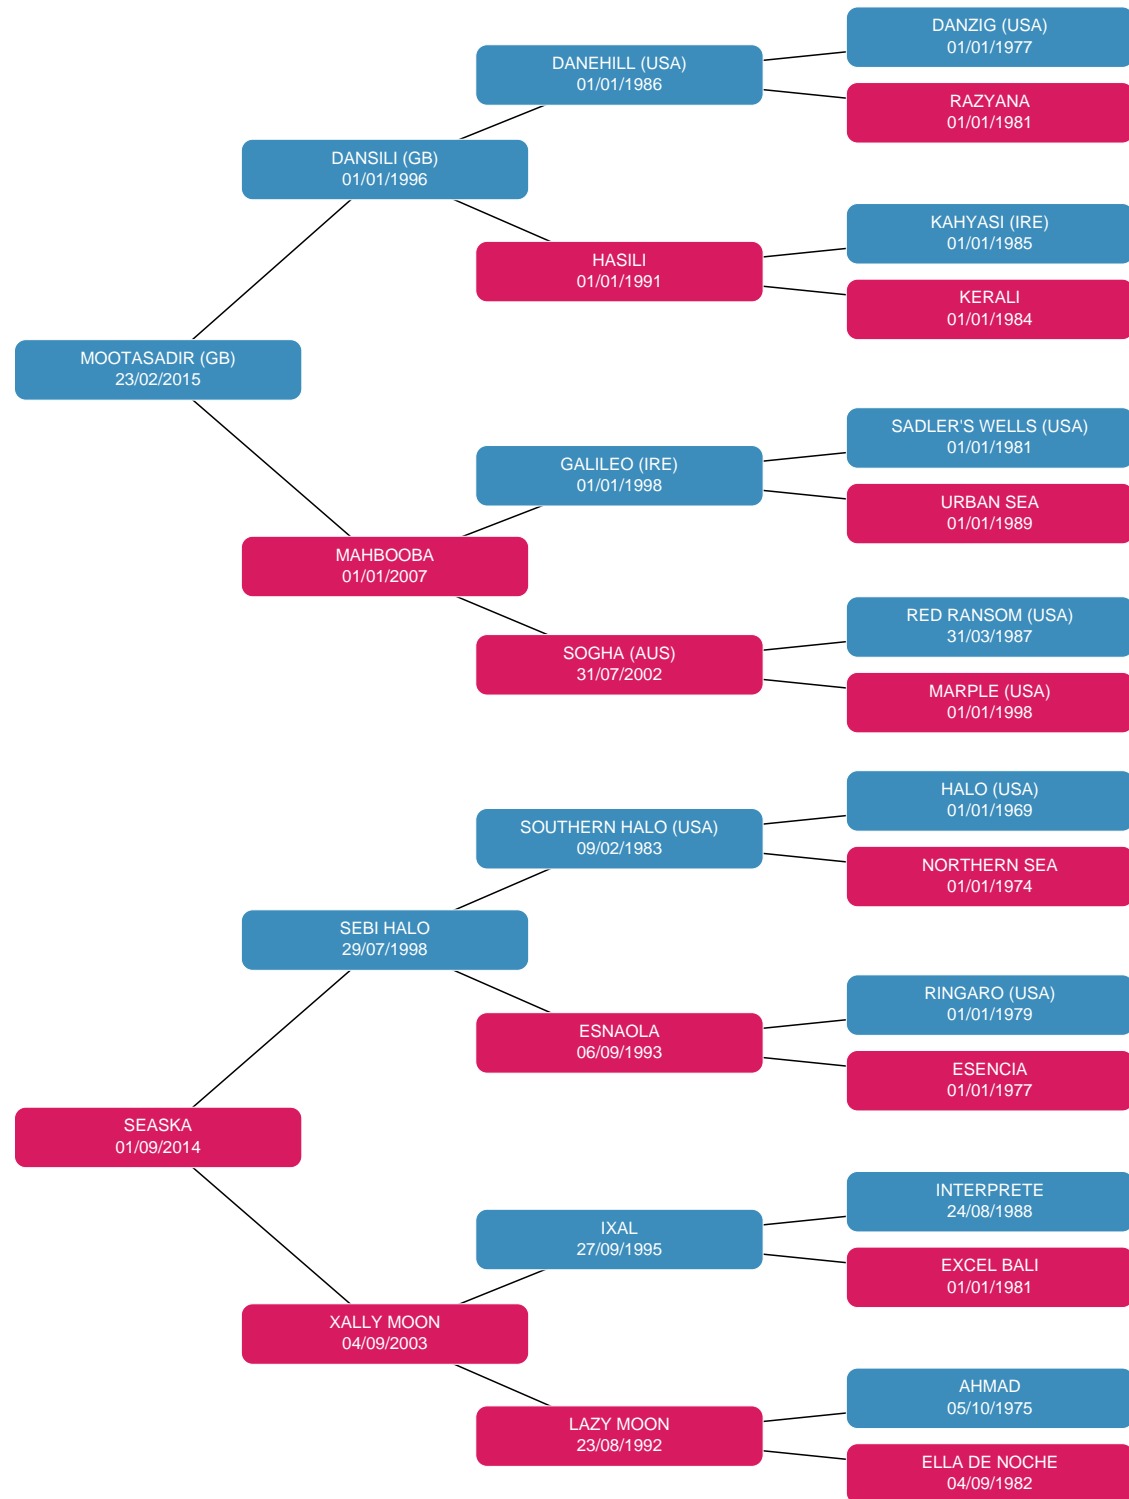 DANZIG (USA)
01/01/1977
DANEHILL (USA)
01/01/1986
RAZYANA
01/01/1981
DANSILI (GB)
01/01/1996
KAHYASI (IRE)
01/01/1985
HASILI
01/01/1991
KERALI
01/01/1984
MOOTASADIR (GB)
23/02/2015
SADLER'S WELLS (USA)
01/01/1981
GALILEO (IRE)
01/01/1998
URBAN SEA
01/01/1989
MAHBOOBA
01/01/2007
RED RANSOM (USA)
31/03/1987
SOGHA (AUS)
31/07/2002
MARPLE (USA)
01/01/1998
HALO (USA)
01/01/1969
SOUTHERN HALO (USA)
09/02/1983
NORTHERN SEA
01/01/1974
SEBI HALO
29/07/1998
RINGARO (USA)
01/01/1979
ESNAOLA
06/09/1993
ESENCIA
01/01/1977
SEASKA
01/09/2014
INTERPRETE
24/08/1988
IXAL
27/09/1995
EXCEL BALI
01/01/1981
XALLY MOON
04/09/2003
AHMAD
05/10/1975
LAZY MOON
23/08/1992
ELLA DE NOCHE
04/09/1982